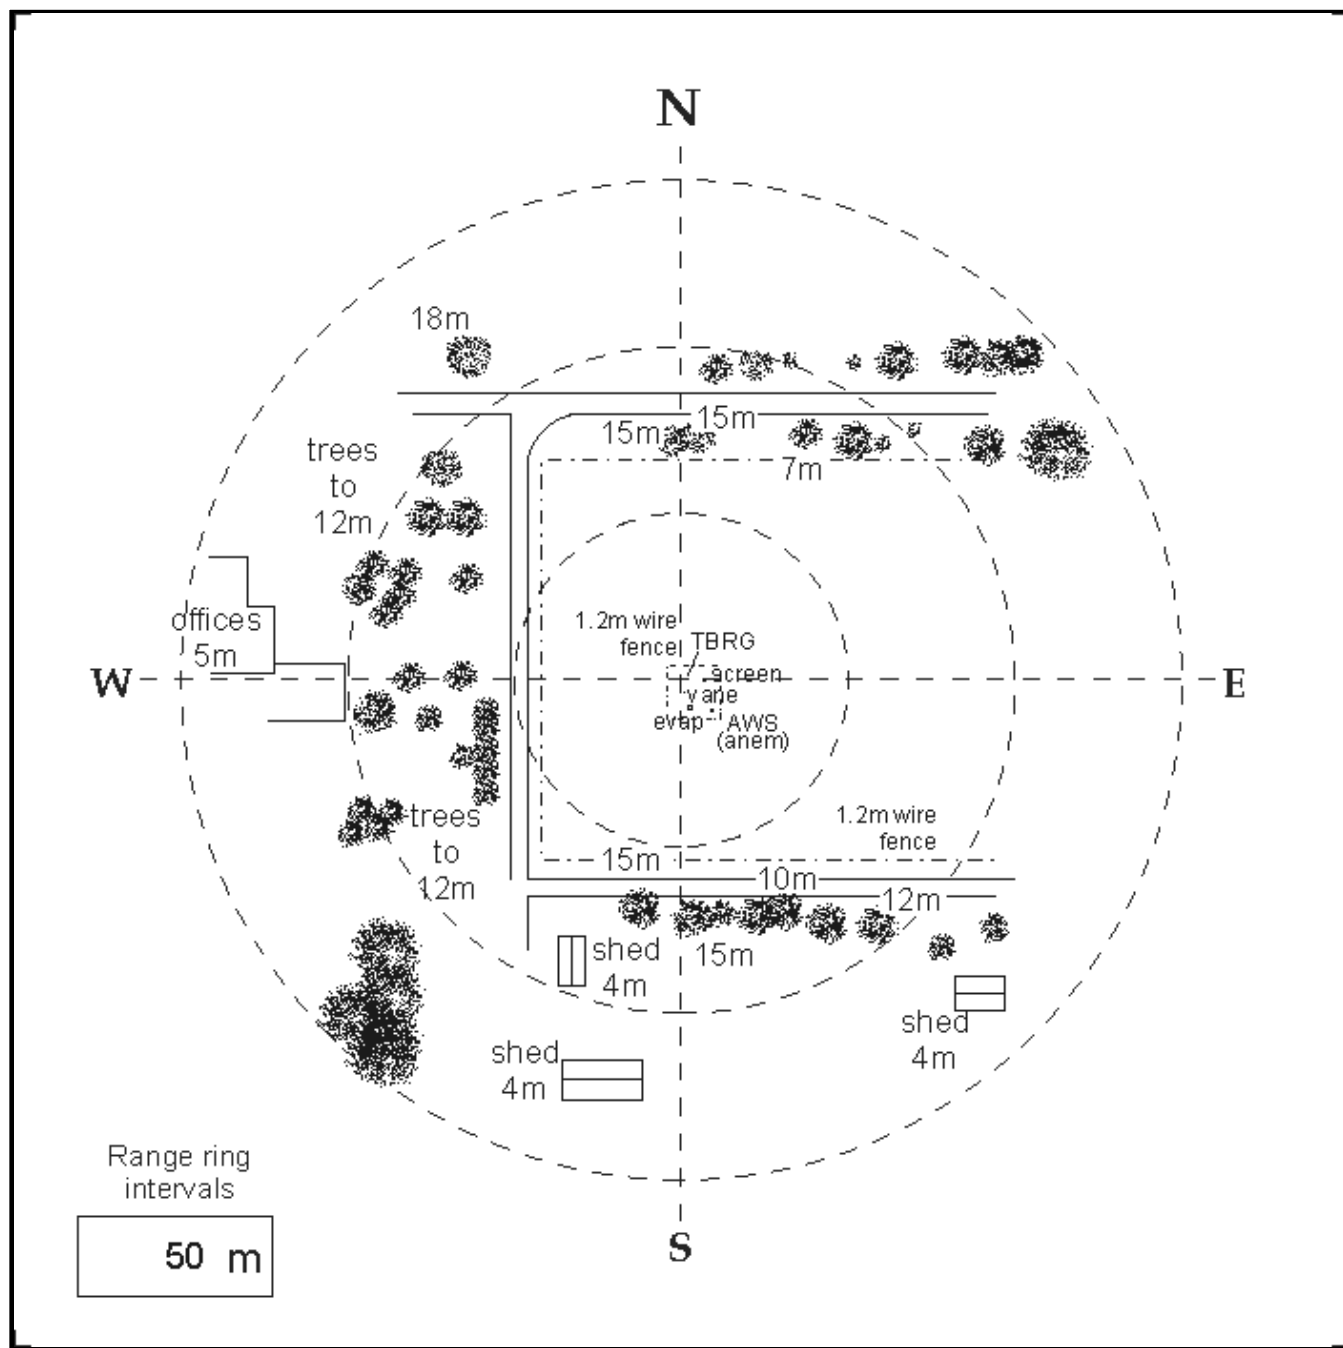 N
18m
15m
15m
trees
to
12m
7m
offices
5m
1.2m wire
fence
TBRG
screen
W
E
vane
evap
AWS
(anem)
trees
to
12m
1.2m wire
fence
15m
10m
12m
shed
4m
15m
shed
4m
shed
4m
Range ring
intervals
50 m
S